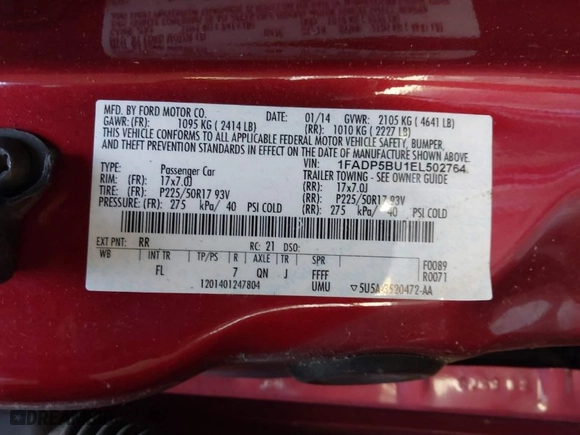 MFG. BY FORD MOTOR CO.
DATE: 01/14 GVWR: 2105 KG ( 4641 LB)
GAWR: (FR): 1095 KG ( 2414 LB) (RR): 1010 KG ( 2227 LB)
THIS VEHICLE CONFORMS TO ALL APPLICABLE FEDERAL MOTOR VEHICLE SAFETY, BUMPER,
AND THEFT PREVENTION STANDARDS IN EFFECT ON THE DATE OF MANUFACTURE SHOWN ABOVE.
VIN: 1FADP5BU1EL502764
TYPE: Passenger Car TRAILER TOWING - SEE OWNER GUIDE
RIM: (FR): 17x7.0J (RR): 17x7.0J
TIRE: (FR): P225/50R17 93V (RR): P225/50R17 93V
PRESSURE: (FR): 275 kPa/ 40 PSI COLD (RR): 275 kPa/ 40 PSI COLD
EXT PNT: RR RC: 21 DSO:
WB INT TR TP/PS R AXLE TR SPR F0089
FL 7 QN J FFFF R0071
1201401247804 UMU